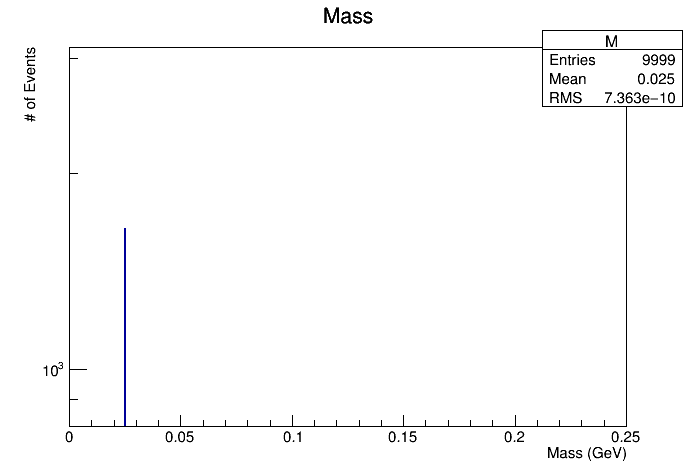 Mass
M
Entries 9999
Mean 0.025
RMS 7.363e−10
# of Events
10³
0 0.05 0.1 0.15 0.2 0.25
Mass (GeV)